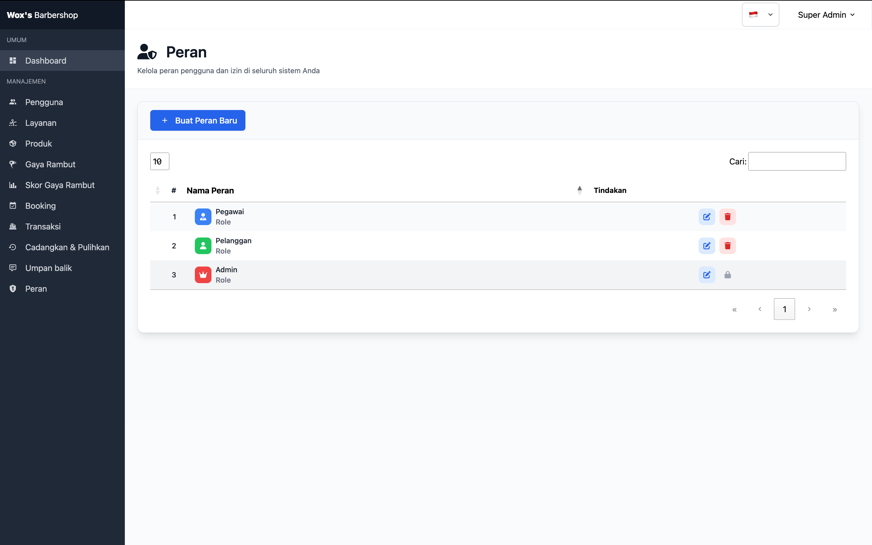 Wox's Barbershop
Super Admin
UMUM
Dashboard
MANAJEMEN
Pengguna
Layanan
Produk
Gaya Rambut
Skor Gaya Rambut
Booking
Transaksi
Cadangkan & Pulihkan
Umpan balik
Peran
Peran
Kelola peran pengguna dan izin di seluruh sistem Anda
+ Buat Peran Baru
10
Cari:
# Nama Peran Tindakan
1 Pegawai
Role
2 Pelanggan
Role
3 Admin
Role
« ‹ 1 › »